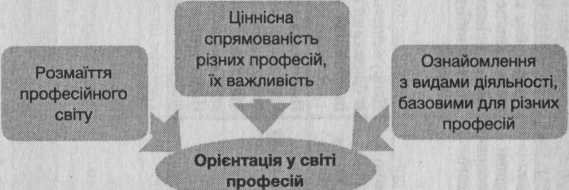 Розмаїття
професійного
світу
Ціннісна
спрямованість
різних професій,
їх важливість
Ознайомлення
з видами діяльності,
базовими для різних
професій
Орієнтація у світі
професій